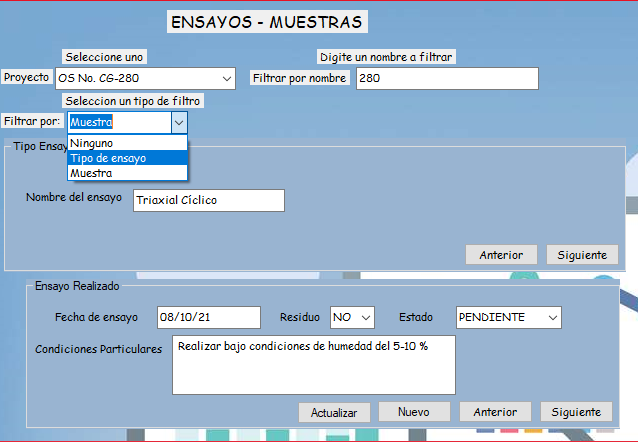 ENSAYOS - MUESTRAS
Seleccione uno
Digite un nombre a filtrar
Proyecto OS No. CG-280 Filtrar por nombre 280
Seleccion un tipo de filtro
Filtrar por: Muestra
Ninguno
Tipo de ensayo
Muestra
Tipo Ensay
Nombre del ensayo Triaxial Cíclico
Anterior Siguiente
Ensayo Realizado
Fecha de ensayo 08/10/21 Residuo NO Estado PENDIENTE
Condiciones Particulares Realizar bajo condiciones de humedad del 5-10 %
Actualizar Nuevo Anterior Siguiente